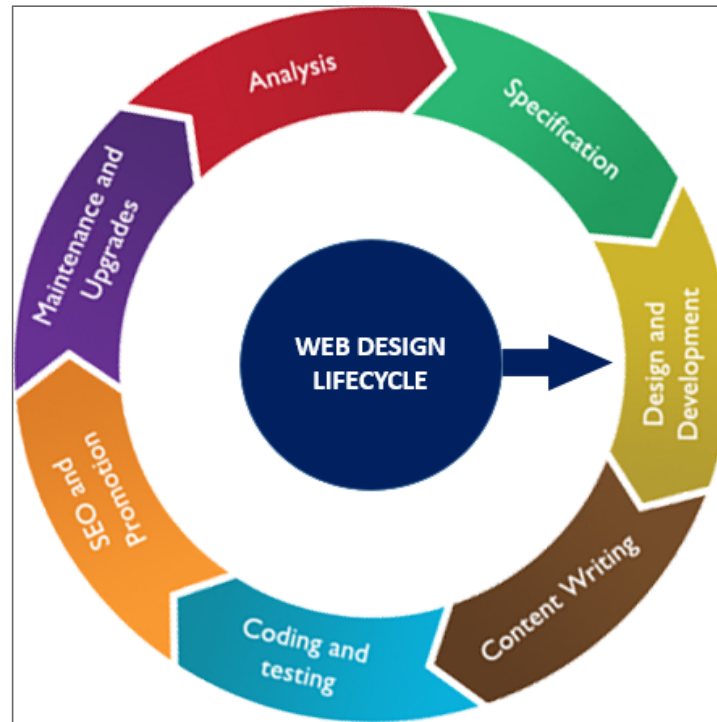 Analysis
Specification
Design and
Development
Content Writing
Coding and
testing
SEO and
Promotion
Maintenance and
Upgrades
WEB DESIGN
LIFECYCLE